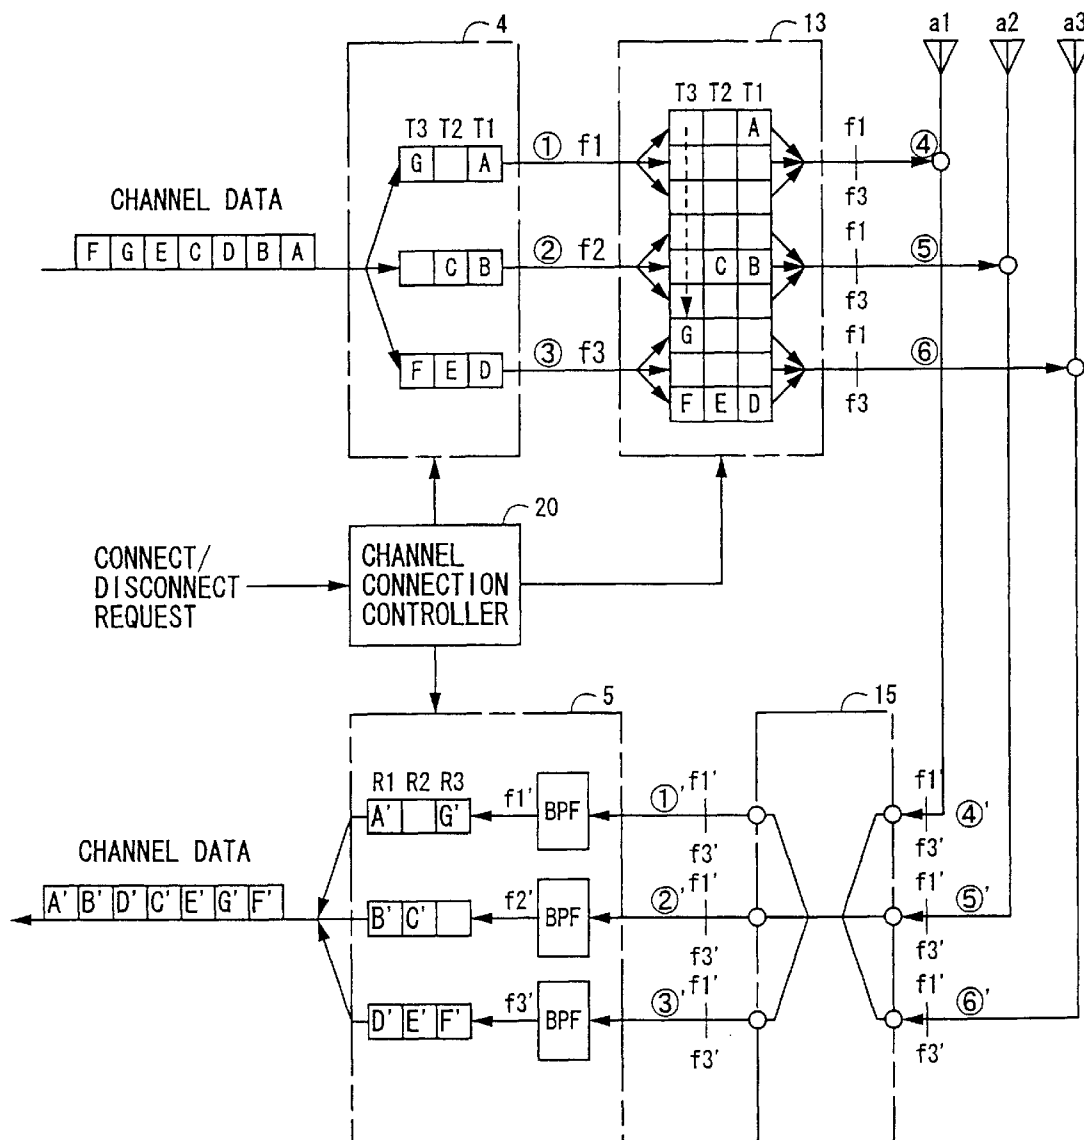 4
13
a1 a2 a3
T3 T2 T1
T3 T2 T1
A
G A
① f1
f1
④
f3
CHANNEL DATA
F G E C D B A
C B
② f2
C B
f1
⑤
f3
G
F E D
③ f3
F E D
f1
⑥
f3
20
CONNECT/
DISCONNECT
REQUEST
CHANNEL
CONNECTION
CONTROLLER
5
15
R1 R2 R3
A' G'
f1'
BPF
①'
f1'
f3'
f1'
④'
f3'
CHANNEL DATA
A' B' D' C' E' G' F'
B' C'
f2'
BPF
②'
f1'
f3'
f1'
⑤'
f3'
D' E' F'
f3'
BPF
③'
f1'
f3'
f1'
⑥'
f3'